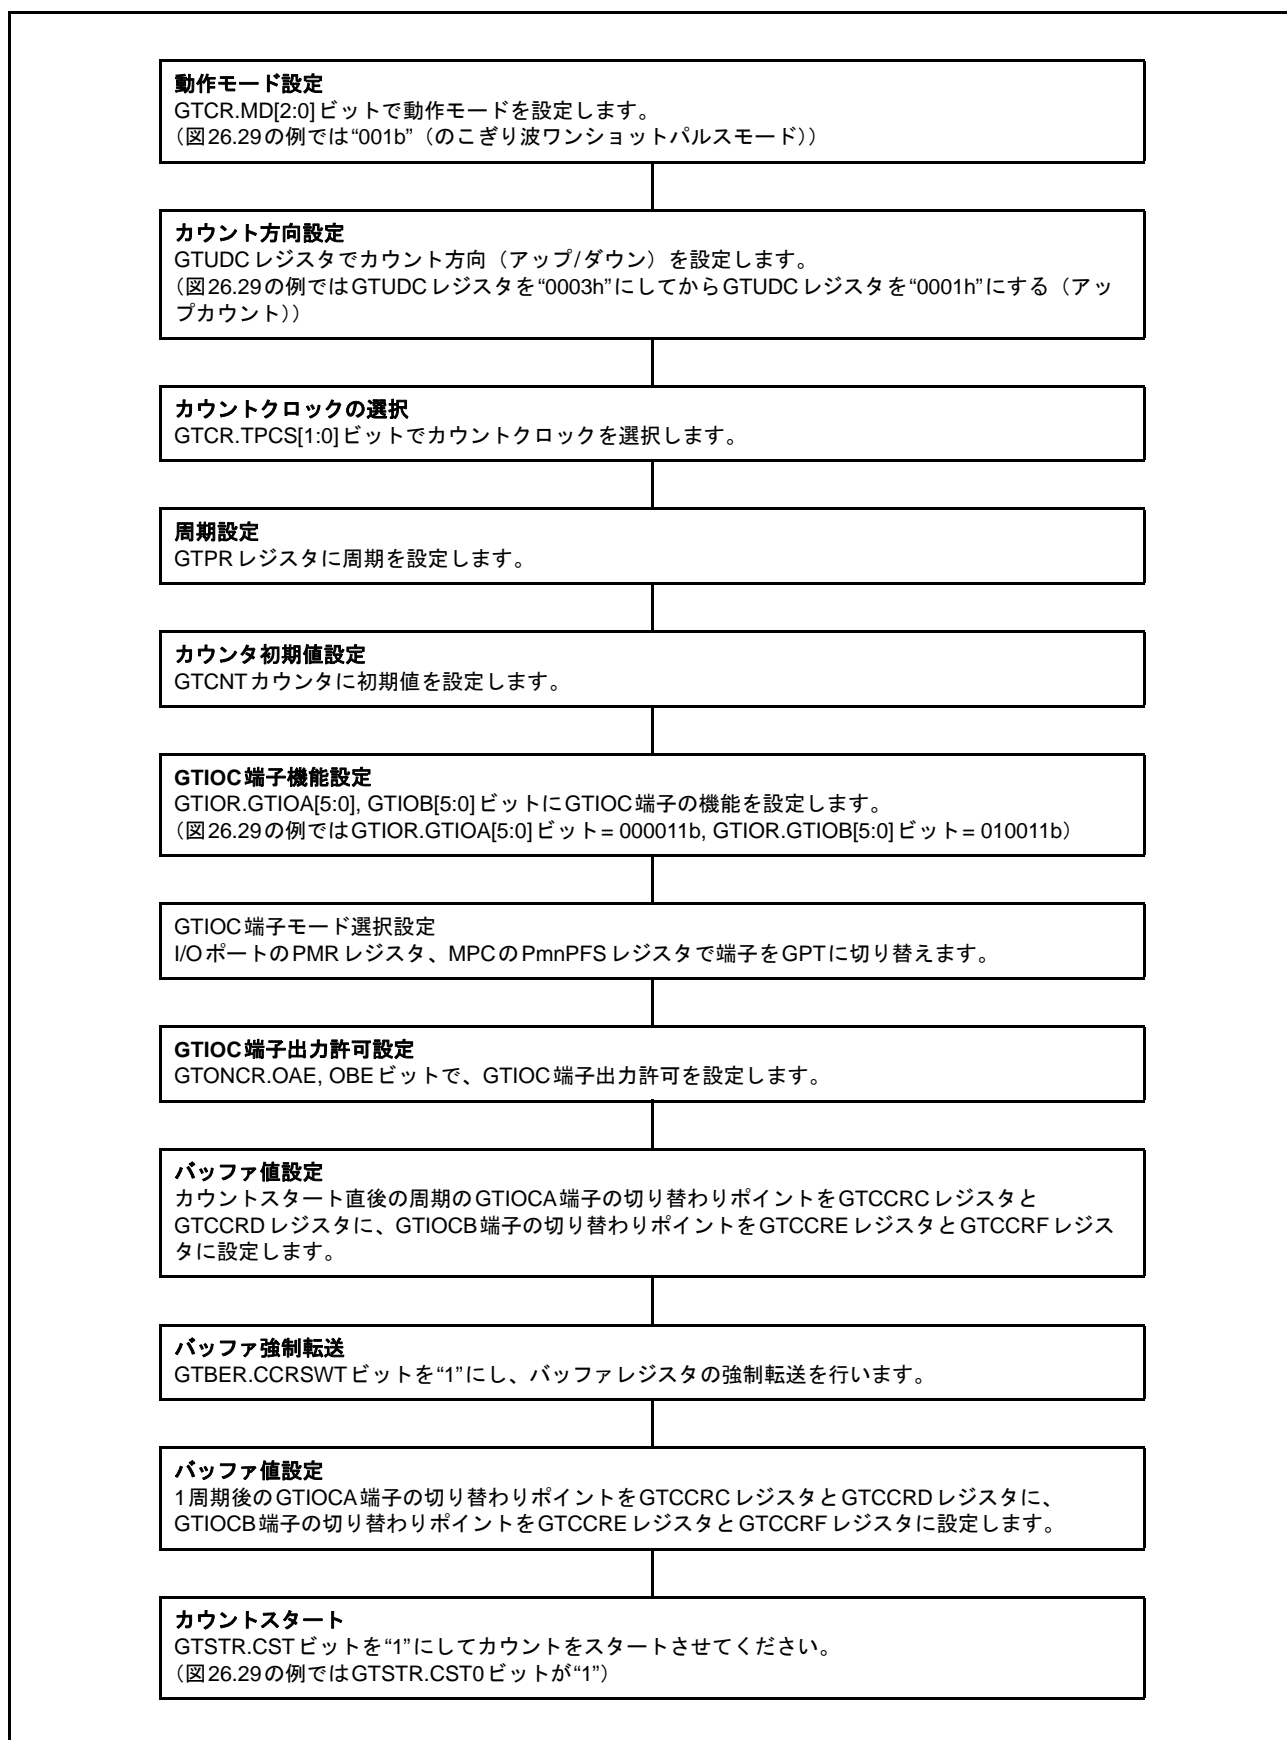 動作モード設定
GTCR.MD[2:0]ビットで動作モードを設定します。
（図26.29の例では“001b”（のこぎり波ワンショットパルスモード））
カウント方向設定
GTUDCレジスタでカウント方向（アップ/ダウン）を設定します。
（図26.29の例ではGTUDCレジスタを“0003h”にしてからGTUDCレジスタを“0001h”にする（アッ
プカウント））
カウントクロックの選択
GTCR.TPCS[1:0]ビットでカウントクロックを選択します。
周期設定
GTPRレジスタに周期を設定します。
カウンタ初期値設定
GTCNTカウンタに初期値を設定します。
GTIOC端子機能設定
GTIOR.GTIOA[5:0], GTIOB[5:0]ビットにGTIOC端子の機能を設定します。
（図26.29の例ではGTIOR.GTIOA[5:0]ビット= 000011b, GTIOR.GTIOB[5:0]ビット= 010011b）
GTIOC端子モード選択設定
I/OポートのPMRレジスタ、MPCのPmnPFSレジスタで端子をGPTに切り替えます。
GTIOC端子出力許可設定
GTONCR.OAE, OBEビットで、GTIOC端子出力許可を設定します。
バッファ値設定
カウントスタート直後の周期のGTIOCA端子の切り替わりポイントをGTCCRCレジスタと
GTCCRDレジスタに、GTIOCB端子の切り替わりポイントをGTCCREレジスタとGTCCRFレジス
タに設定します。
バッファ強制転送
GTBER.CCRSWTビットを“1”にし、バッファレジスタの強制転送を行います。
バッファ値設定
1周期後のGTIOCA端子の切り替わりポイントをGTCCRCレジスタとGTCCRDレジスタに、
GTIOCB端子の切り替わりポイントをGTCCREレジスタとGTCCRFレジスタに設定します。
カウントスタート
GTSTR.CSTビットを“1”にしてカウントをスタートさせてください。
（図26.29の例ではGTSTR.CST0ビットが“1”）